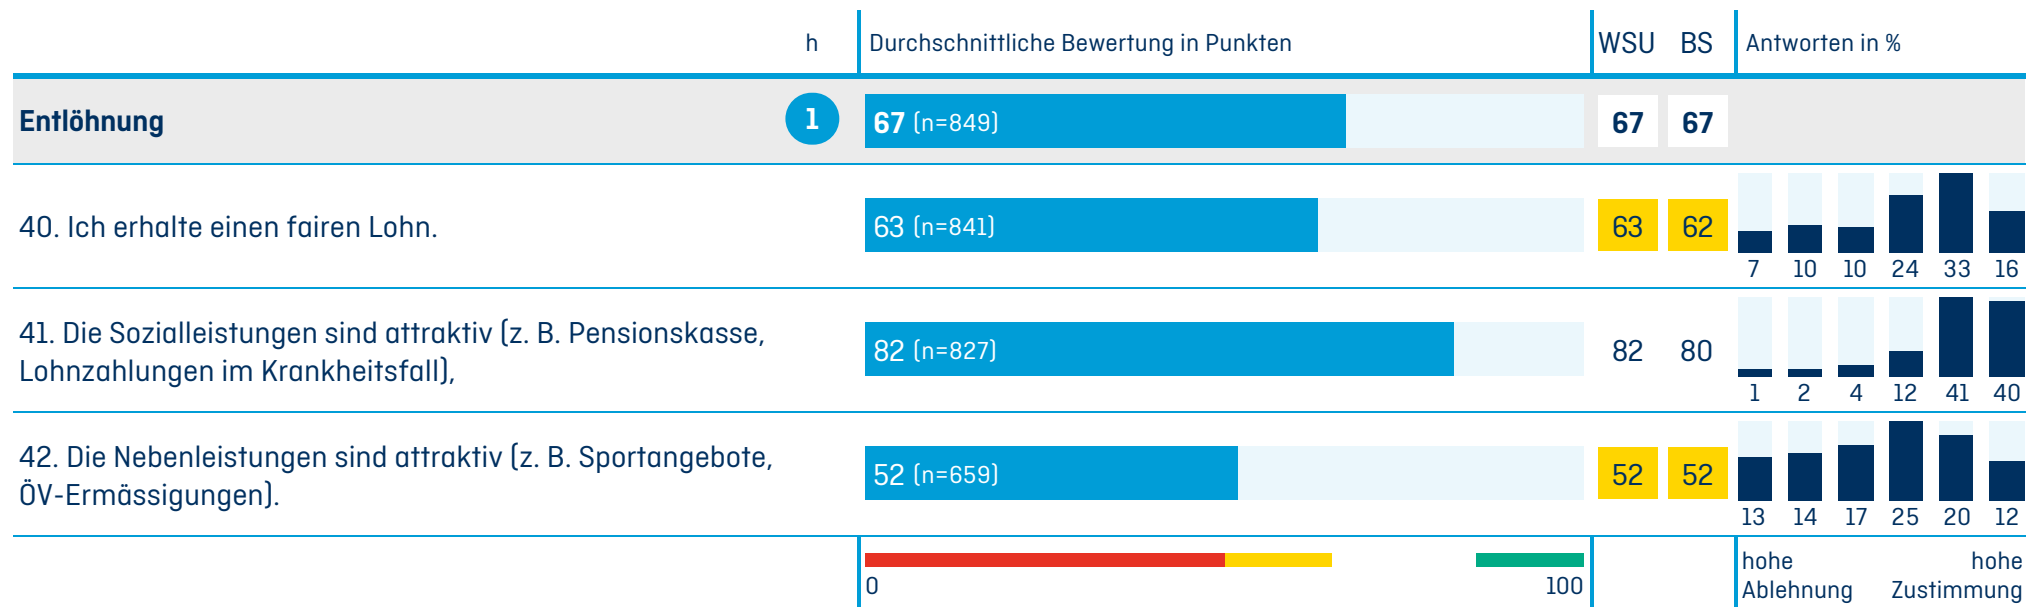 h Durchschnittliche Bewertung in Punkten WSU BS Antworten in %
Entlöhnung 1 67 (n=849) 67 67
40. Ich erhalte einen fairen Lohn. 63 (n=841) 63 62
7 10 10 24 33 16
41. Die Sozialleistungen sind attraktiv (z. B. Pensionskasse,
Lohnzahlungen im Krankheitsfall), 82 (n=827) 82 80
1 2 4 12 41 40
42. Die Nebenleistungen sind attraktiv (z. B. Sportangebote,
ÖV-Ermässigungen). 52 (n=659) 52 52
13 14 17 25 20 12
0 100
hohe hohe
Ablehnung Zustimmung